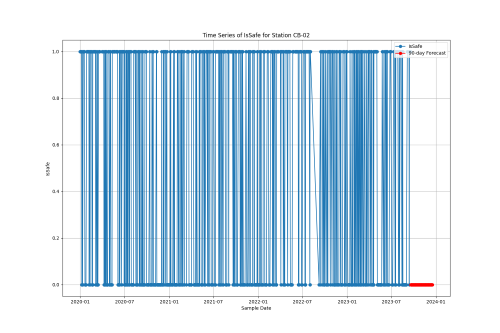 Time Series of IsSafe for Station CB-02
IsSafe
90-day Forecast
1.0
0.8
0.6
0.4
0.2
0.0
IsSafe
2020-01 2020-07 2021-01 2021-07 2022-01 2022-07 2023-01 2023-07 2024-01
Sample Date